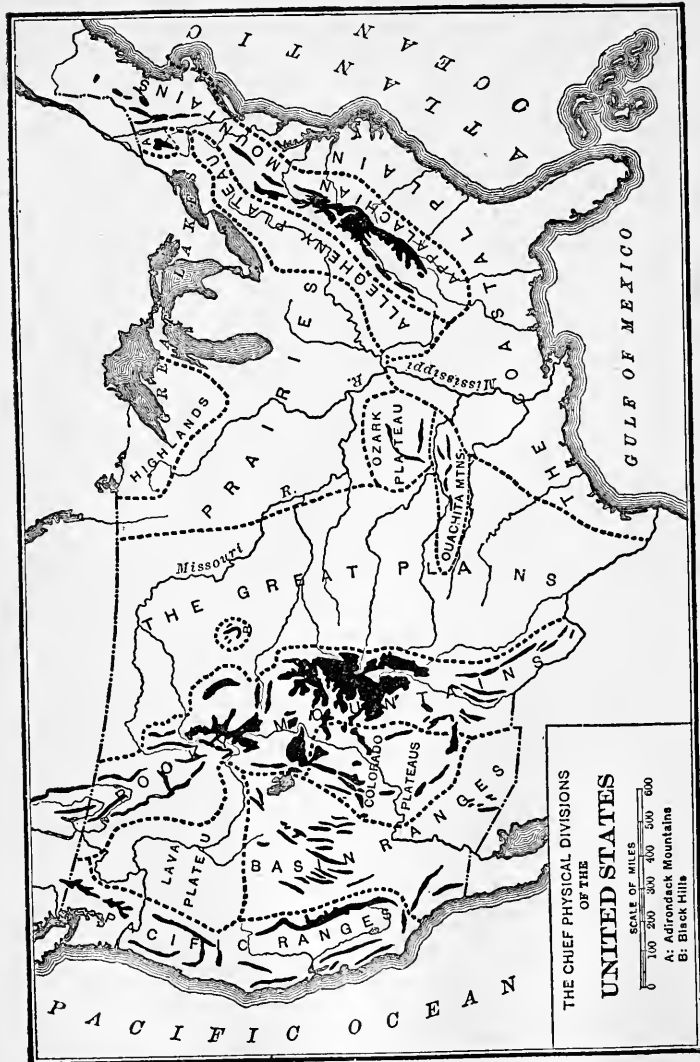 PACIFIC OCEAN
PACIFIC RANGES
LAVA
PLATEAU
BASIN RANGES
ROCKY MOUNTAINS
COLORADO
PLATEAUS
THE GREAT PLAINS
B
Missouri R.
PRAIRIES
HIGHLANDS
GREAT LAKES
OZARK
PLATEAU
OUACHITA MTNS.
Mississippi R.
ALLEGHENY PLATEAU
APPALACHIAN MOUNTAINS
A
THE COASTAL PLAIN
ATLANTIC
OCEAN
GULF OF MEXICO
THE CHIEF PHYSICAL DIVISIONS
OF THE
UNITED STATES
SCALE OF MILES
0 100 200 300 400 500 600
A: Adirondack Mountains
B: Black Hills